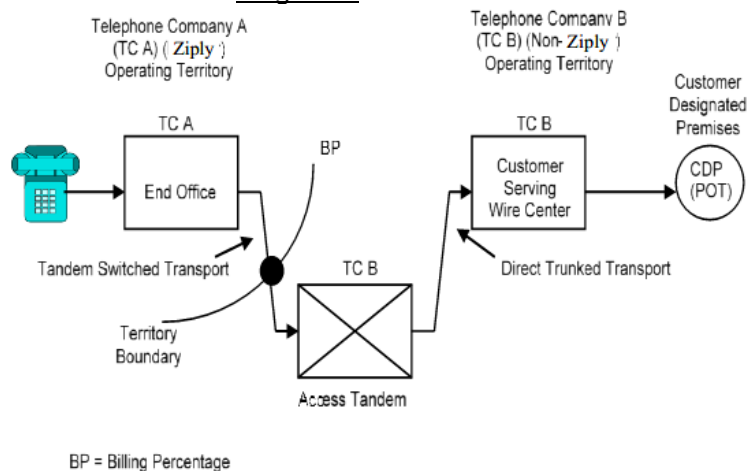 Telephone Company A
(TC A) ( Ziply )
Operating Territory
Telephone Company B
(TC B) (Non- Ziply )
Operating Territory
Customer
Designated
Premises
TC A
BP
TC B
End Office
Customer
Serving
Wire Center
CDP
(POT)
Tandem Switched Transport
TC B
Direct Trunked Transport
Territory
Boundary
Access Tandem
BP = Billing Percentage